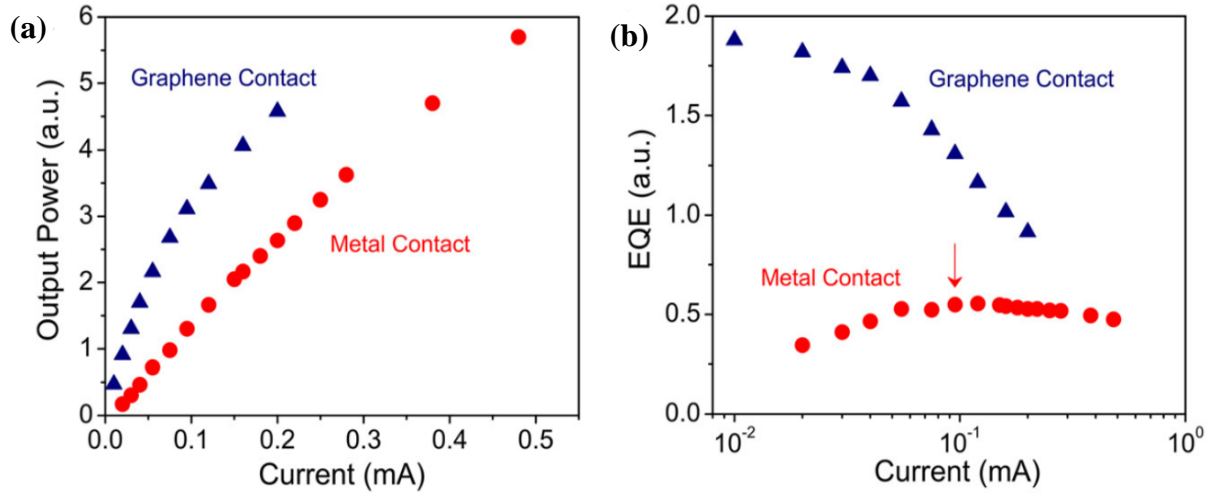 (a)
Output Power (a.u.)
6
5
4
3
2
1
0
Graphene Contact
Metal Contact
0.0 0.1 0.2 0.3 0.4 0.5
Current (mA)
(b)
EQE (a.u.)
2.0
1.5
1.0
0.5
0.0
Graphene Contact
Metal Contact
10⁻² 10⁻¹ 10⁰
Current (mA)